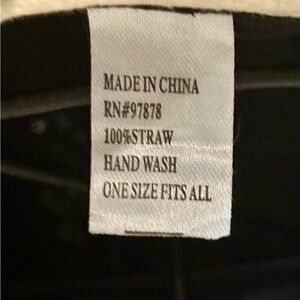 MADE IN CHINA
RN#97878
100%STRAW
HAND WASH
ONE SIZE FITS ALL